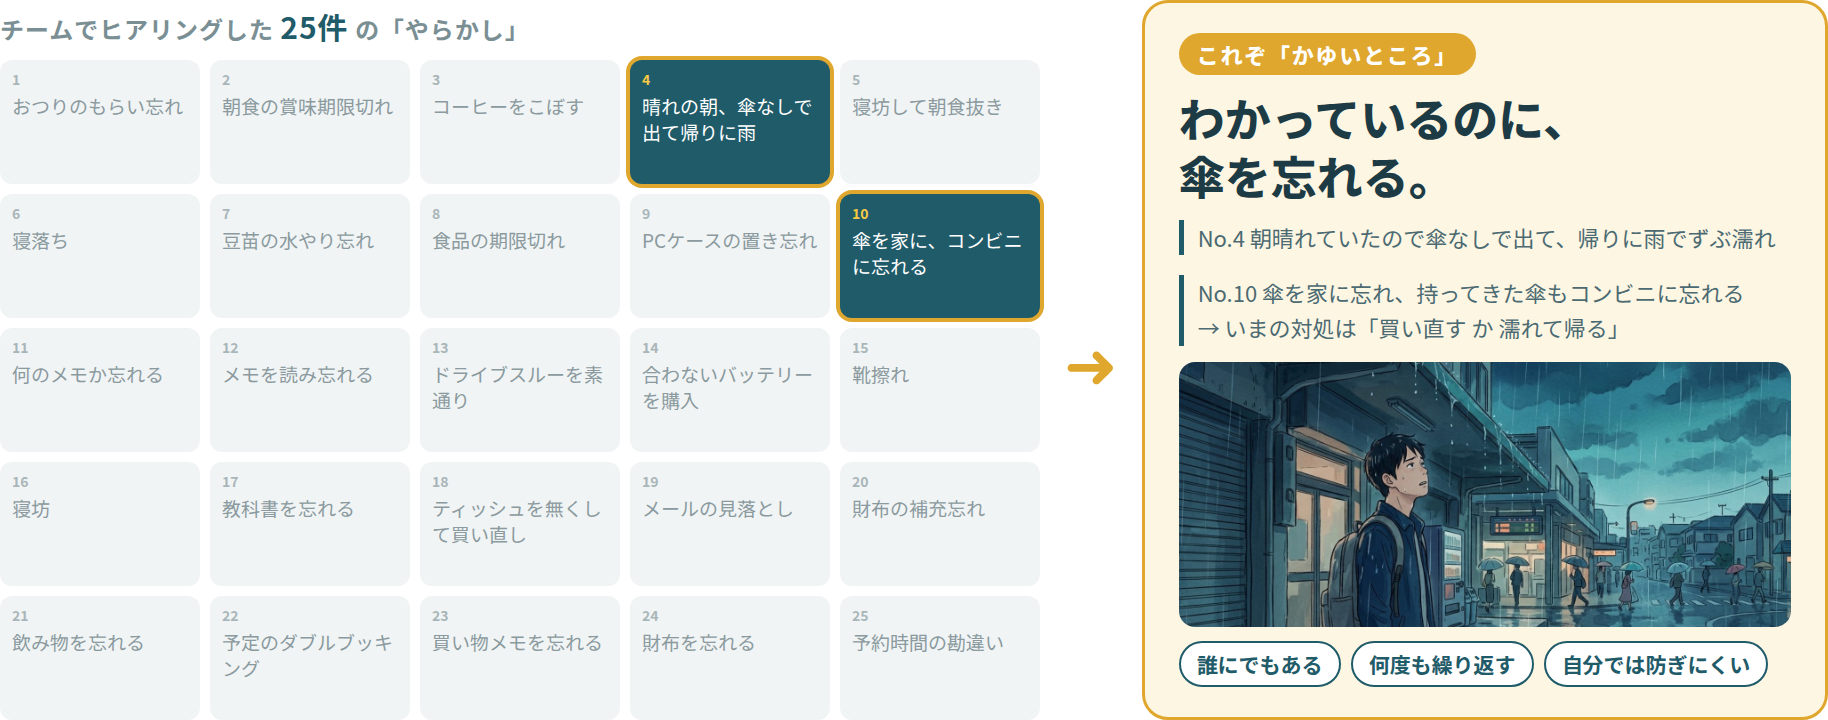 チームでヒアリングした 25件 の「やらかし」
1
おつりのもらい忘れ
2
朝食の賞味期限切れ
3
コーヒーをこぼす
4
晴れの朝、傘なしで
出て帰りに雨
5
寝坊して朝食抜き
6
寝落ち
7
豆苗の水やり忘れ
8
食品の期限切れ
9
PCケースの置き忘れ
10
傘を家に、コンビニ
に忘れる
11
何のメモか忘れる
12
メモを読み忘れる
13
ドライブスルーを素
通り
14
合わないバッテリー
を購入
15
靴擦れ
16
寝坊
17
教科書を忘れる
18
ティッシュを無くし
て買い直し
19
メールの見落とし
20
財布の補充忘れ
21
飲み物を忘れる
22
予定のダブルブッキ
ング
23
買い物メモを忘れる
24
財布を忘れる
25
予約時間の勘違い
→
これぞ「かゆいところ」
わかっているのに、
傘を忘れる。
No.4 朝晴れていたので傘なしで出て、帰りに雨でずぶ濡れ
No.10 傘を家に忘れ、持ってきた傘もコンビニに忘れる
→ いまの対処は「買い直す か 濡れて帰る」
誰にでもある
何度も繰り返す
自分では防ぎにくい